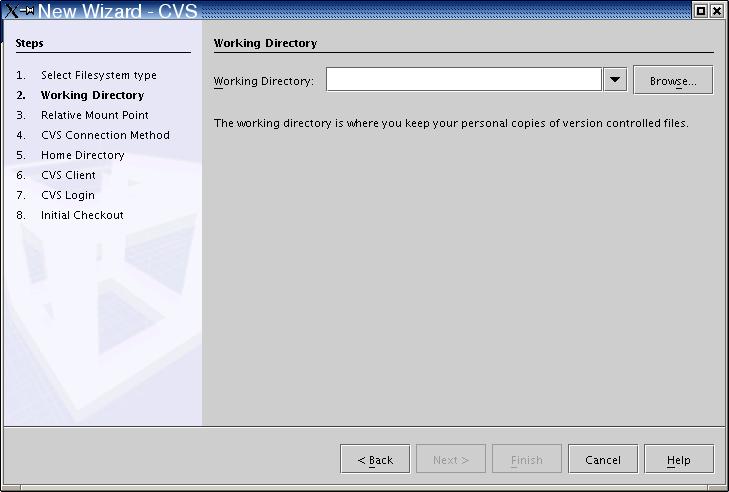 New Wizard - CVS
Steps
1. Select Filesystem type
2. Working Directory
3. Relative Mount Point
4. CVS Connection Method
5. Home Directory
6. CVS Client
7. CVS Login
8. Initial Checkout
Working Directory
Working Directory: Browse...
The working directory is where you keep your personal copies of version controlled files.
< Back Next > Finish Cancel Help